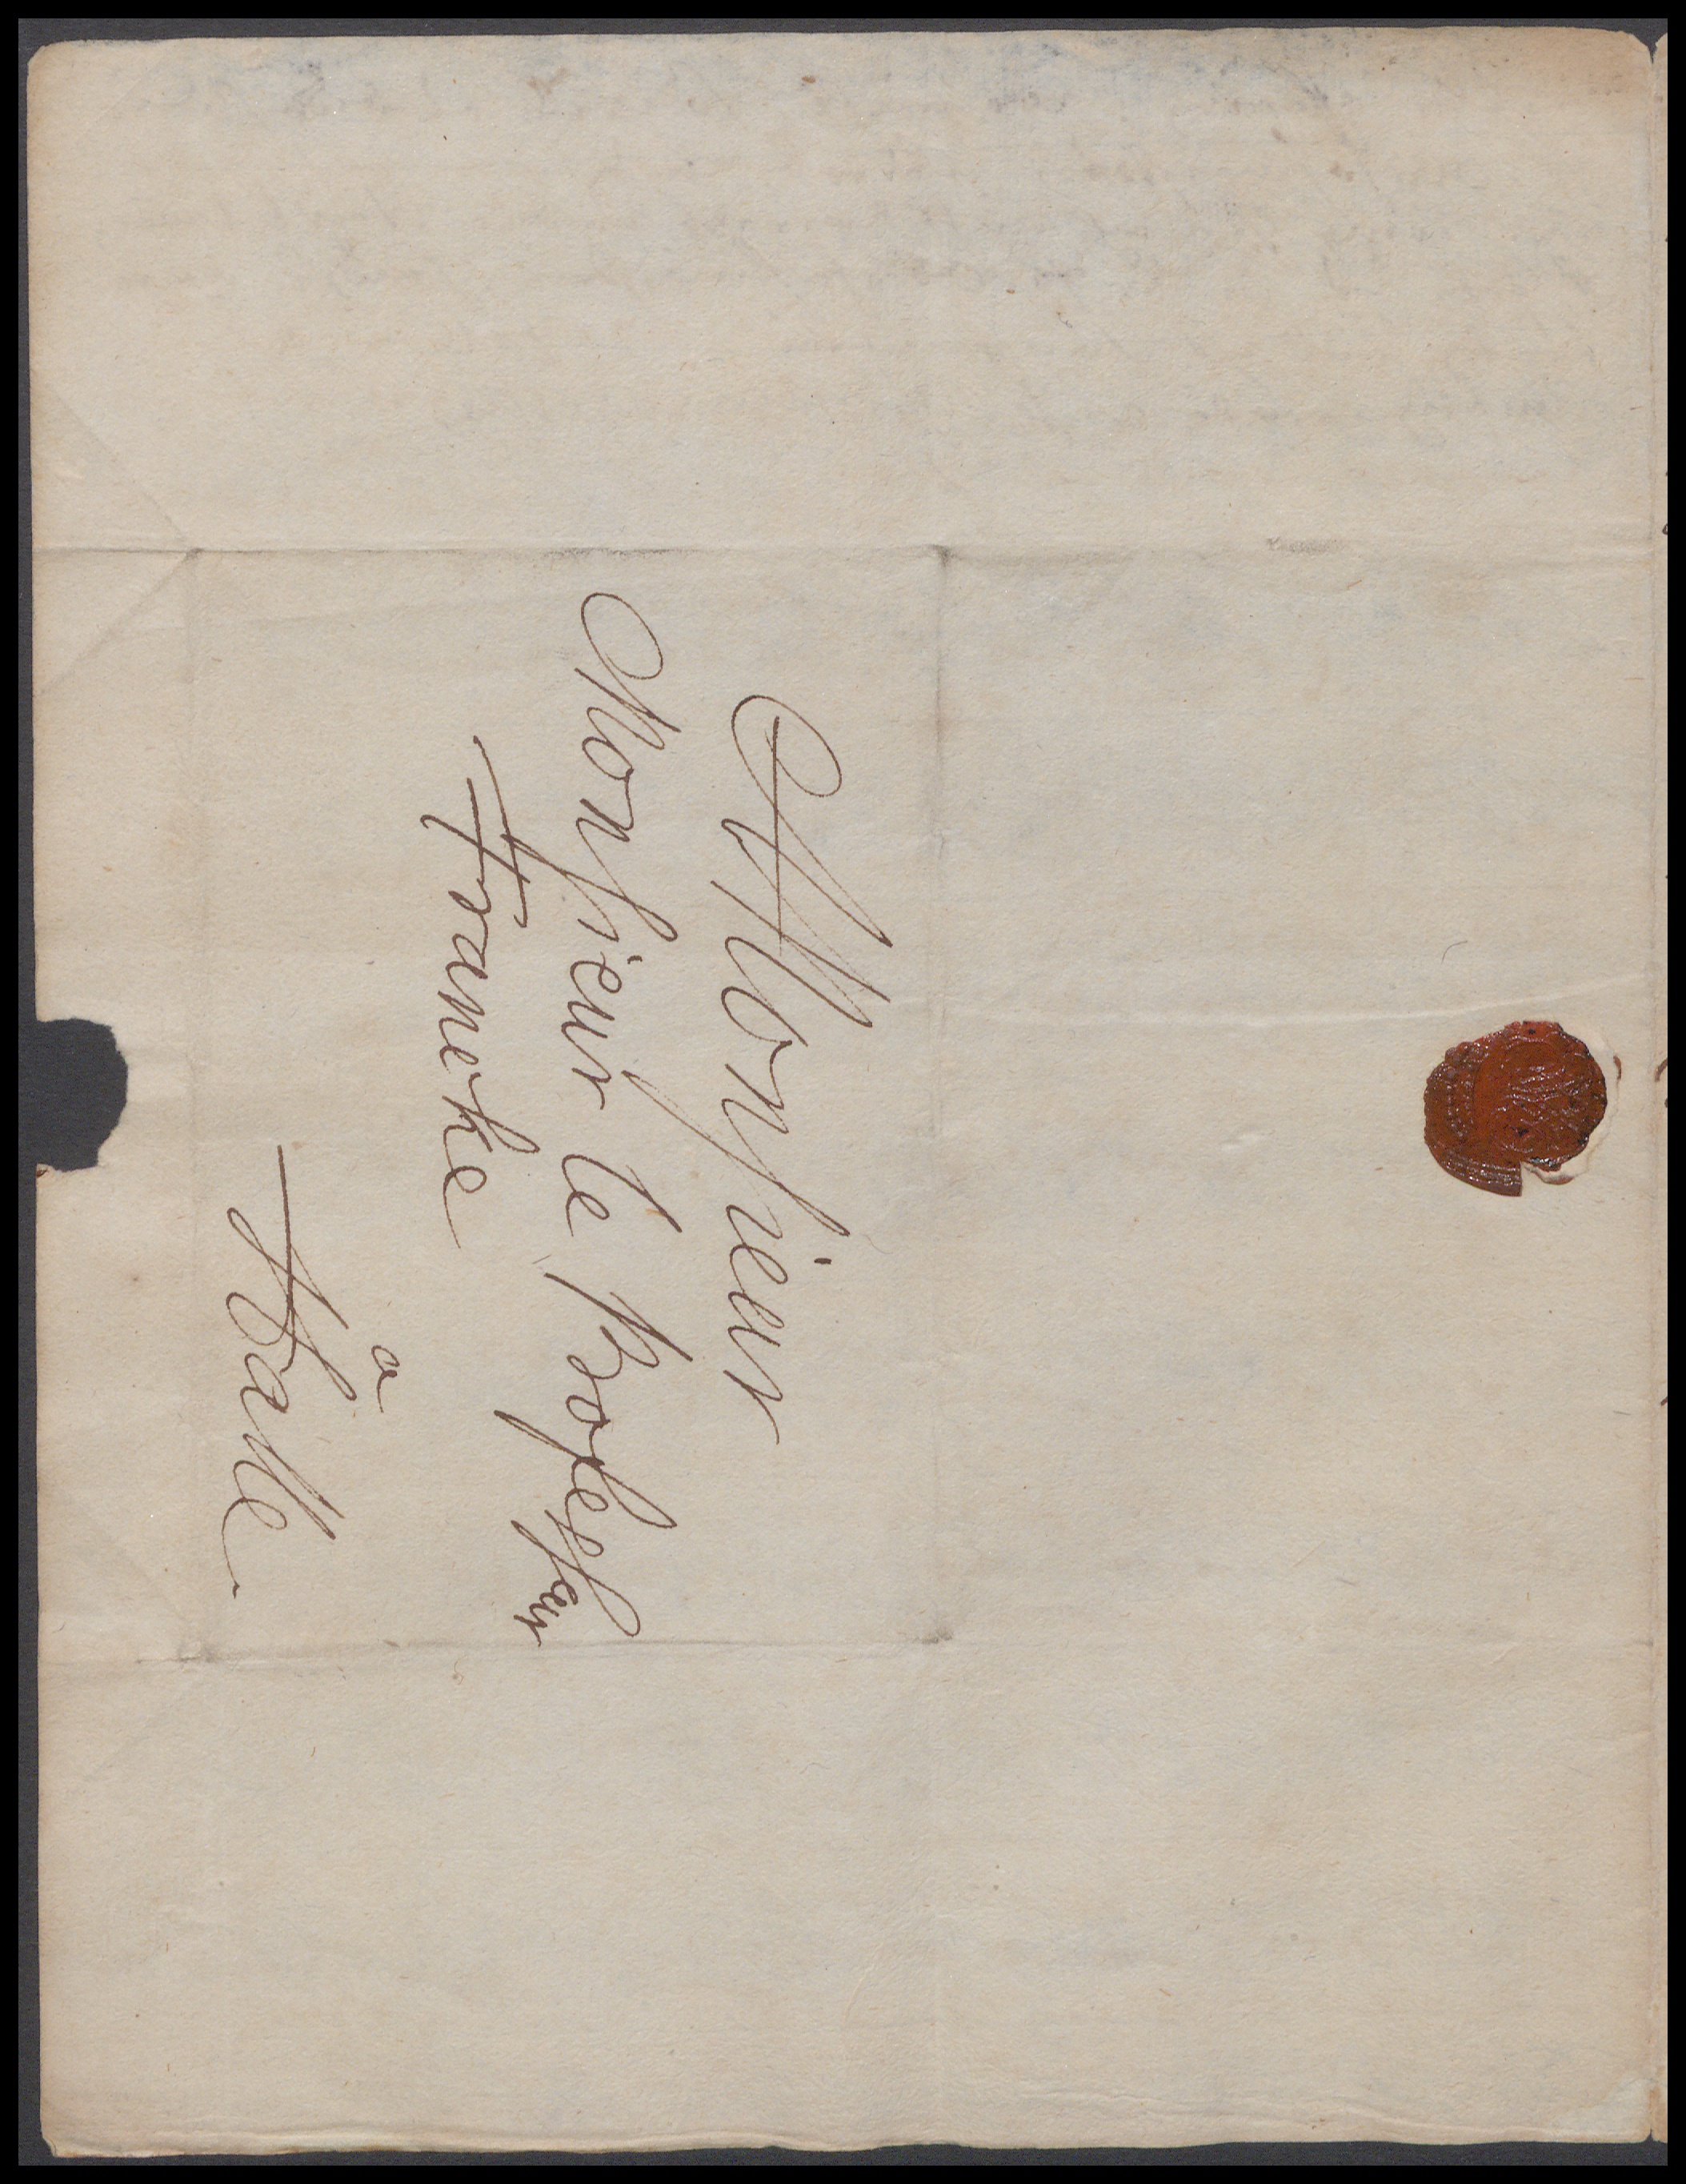 A Monsieur
Monsieur le Professeur
Francke
a
Halle.